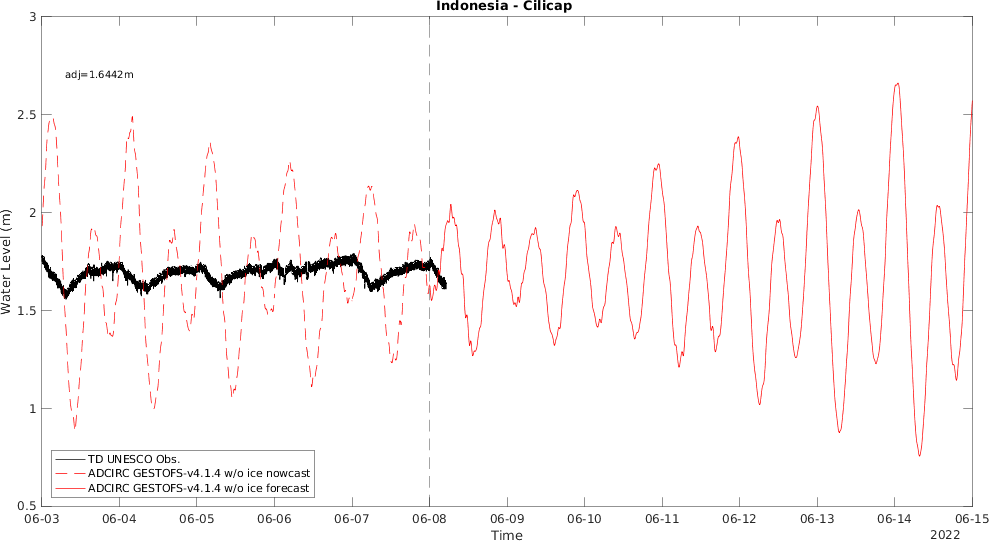 Indonesia - Cilicap
adj=1.6442m
Water Level (m)
3
2.5
2
1.5
1
0.5
TD UNESCO Obs.
ADCIRC GESTOFS-v4.1.4 w/o ice nowcast
ADCIRC GESTOFS-v4.1.4 w/o ice forecast
06-03 06-04 06-05 06-06 06-07 06-08 06-09 06-10 06-11 06-12 06-13 06-14 06-15
Time
2022